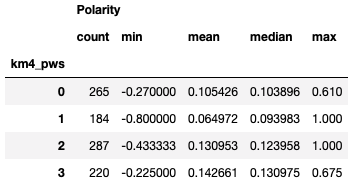 Polarity
count min mean median max
km4_pws
0 265 -0.270000 0.105426 0.103896 0.610
1 184 -0.800000 0.064972 0.093983 1.000
2 287 -0.433333 0.130953 0.123958 1.000
3 220 -0.225000 0.142661 0.130975 0.675